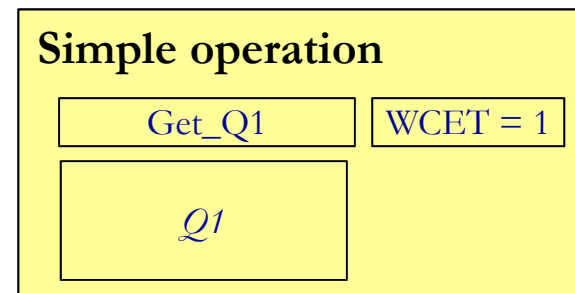 Simple operation
Get_Q1 WCET = 1
Q1